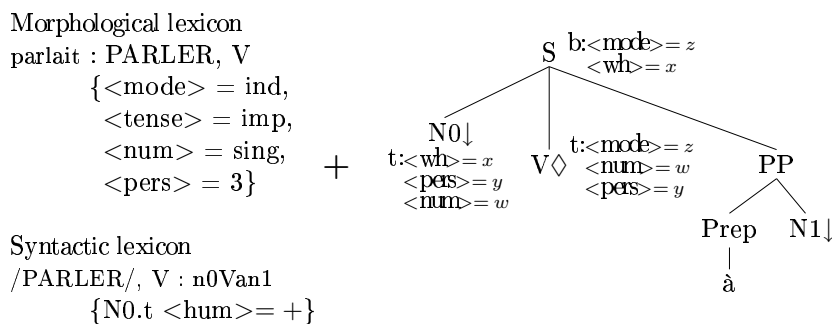 Morphological lexicon
parlait : PARLER, V
{<mode> = ind,
<tense> = imp,
<num> = sing,
<pers> = 3}
Syntactic lexicon
/PARLER/, V : n0Van1
{N0.t <hum>= +}
+
S b:<mode>= z
<wh>= x
N0↓
t:<wh>= x
<pers>= y
<num>= w
V◊
t:<mode>= z
<num>= w
<pers>= y
PP
Prep N1↓
à